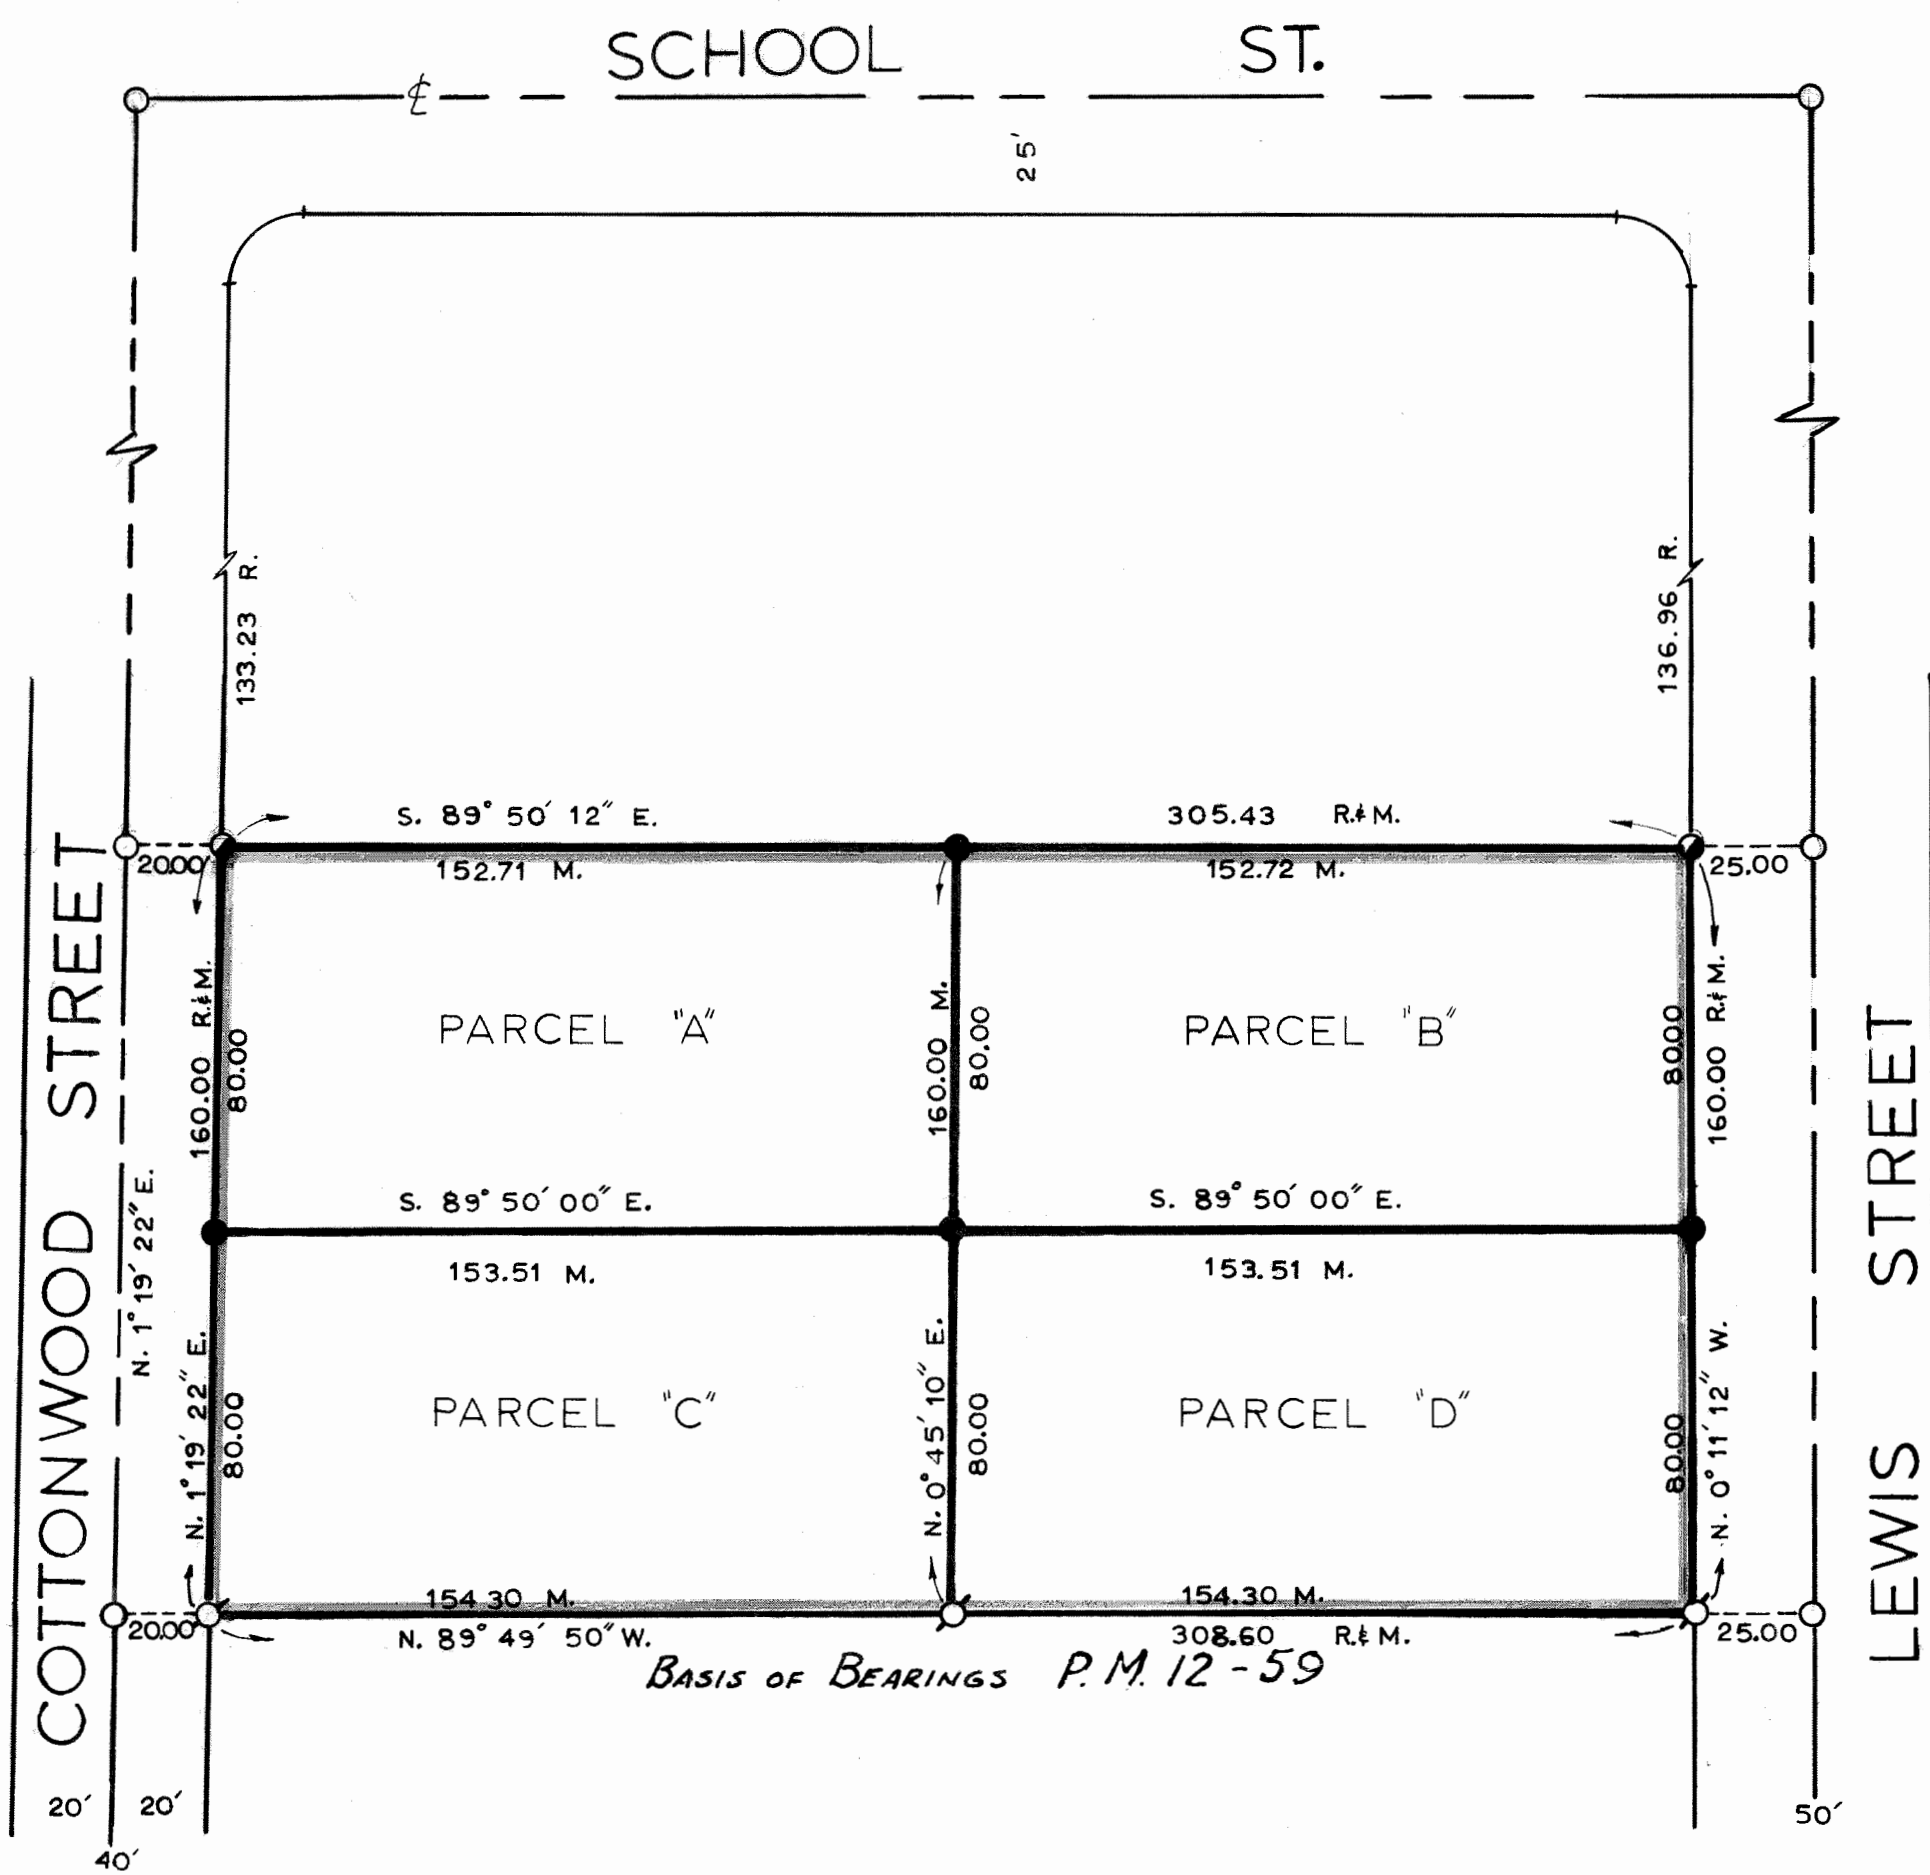 SCHOOL ST.
℄
25'
133.23 R.
136.96 R.
S. 89° 50' 12" E.
305.43 R.& M.
20.00
152.71 M.
152.72 M.
25.00
160.00 R.& M.
80.00
PARCEL "A"
160.00 M.
80.00
PARCEL "B"
80.00
160.00 R.& M.
COTTONWOOD STREET
LEWIS STREET
N. 1° 19' 22" E.
S. 89° 50' 00" E.
S. 89° 50' 00" E.
153.51 M.
153.51 M.
N. 1° 19' 22" E.
80.00
PARCEL "C"
N. 0° 45' 10" E.
80.00
PARCEL "D"
80.00
N. 0° 11' 12" W.
154.30 M.
154.30 M.
20.00
N. 89° 49' 50" W.
308.60 R.& M.
25.00
BASIS OF BEARINGS P.M. 12-59
20'
20'
40'
50'